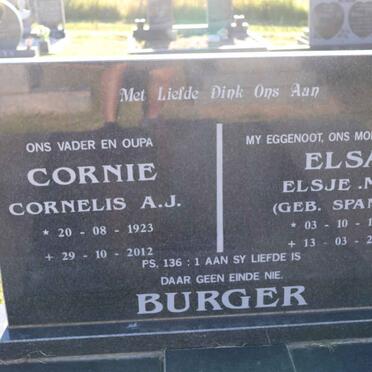 Met Liefde Dink Ons Aan
ONS VADER EN OUPA
CORNIE
CORNELIS A.J.
* 20 - 08 - 1923
+ 29 - 10 - 2012
MY EGGENOOT, ONS
ELSA
ELSJE
(GEB.
* 03 - 10 -
+ 13 - 03 -
PS. 136 : 1 AAN SY LIEFDE IS
DAAR GEEN EINDE NIE.
BURGER